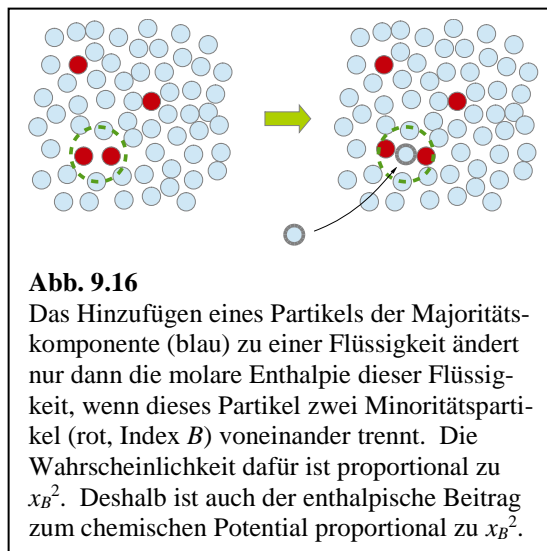 Abb. 9.16
Das Hinzufügen eines Partikels der Majoritäts-
komponente (blau) zu einer Flüssigkeit ändert
nur dann die molare Enthalpie dieser Flüssig-
keit, wenn dieses Partikel zwei Minoritätsparti-
kel (rot, Index B) voneinander trennt. Die
Wahrscheinlichkeit dafür ist proportional zu
x_B². Deshalb ist auch der enthalpische Beitrag
zum chemischen Potential proportional zu x_B².